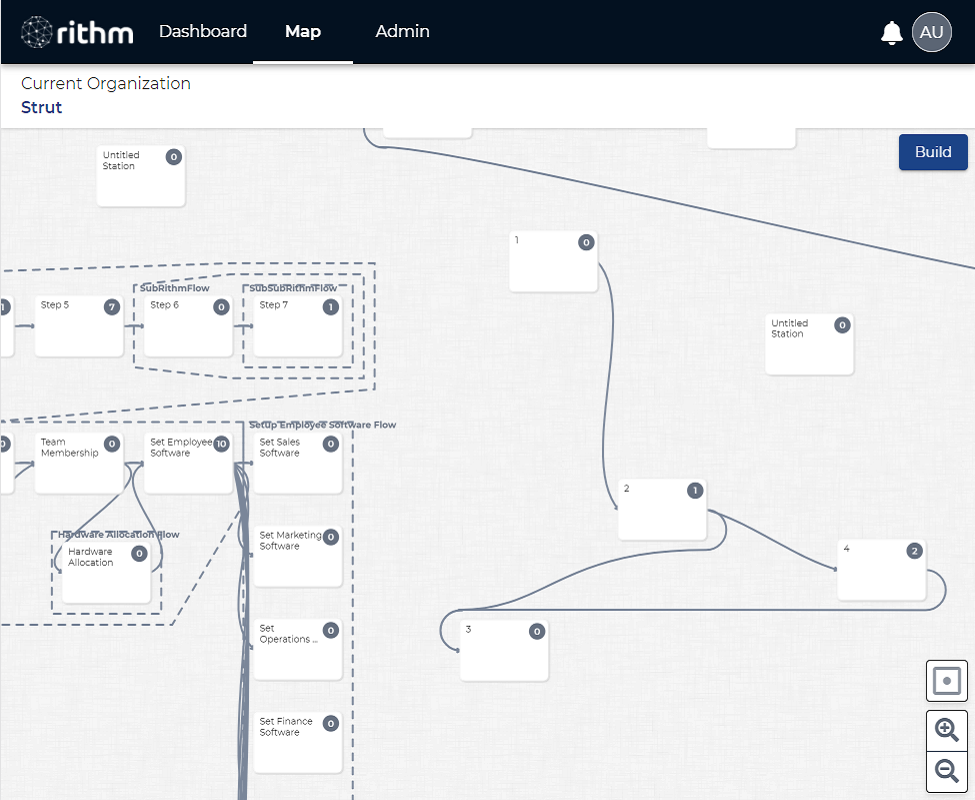 rithm
Dashboard
Map
Admin
AU
Current Organization
Strut
Build
Untitled
Station
0
1
0
Untitled
Station
0
SubRithmFlow
SubSubRithmFlow
1
Step 5
7
Step 6
0
Step 7
1
Setup Employee Software Flow
0
Team
Membership
0
Set Employee
Software
10
Set Sales
Software
0
2
1
Hardware Allocation Flow
Hardware
Allocation
0
Set Marketing
Software
0
4
2
Set
Operations ...
0
3
0
Set Finance
Software
0